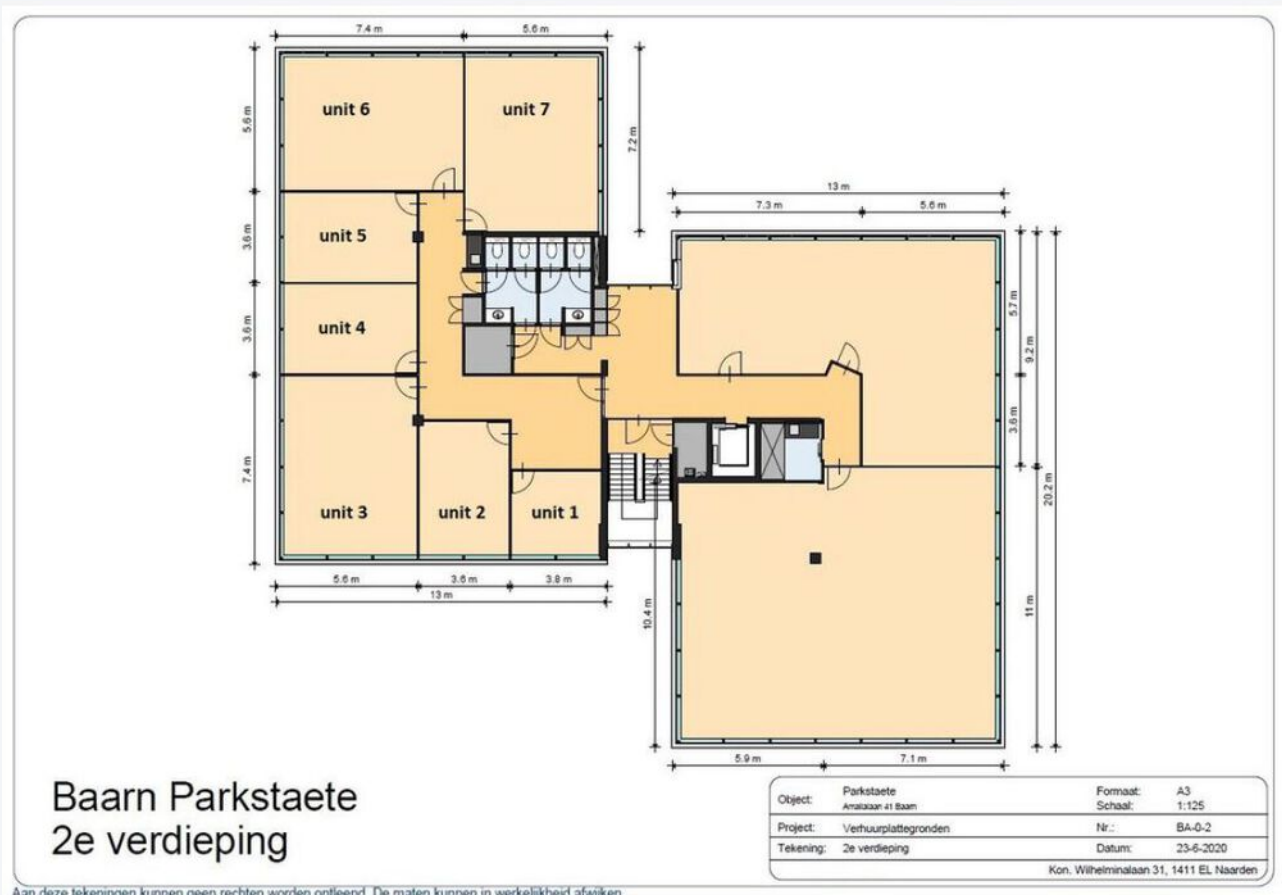 7.4 m 5.6 m
5.6 m
unit 6 unit 7
7.2 m
13 m
7.3 m 5.6 m
3.6 m
unit 5
5.7 m
9.2 m
3.6 m
unit 4
3.6 m
7.4 m
20.2 m
unit 3 unit 2 unit 1
5.6 m 3.6 m 3.8 m
13 m
10.4 m
11 m
5.9 m 7.1 m
Baarn Parkstaete
2e verdieping
Object: Parkstaete Formaat: A3
Amalialaan 41 Baarn Schaal: 1:125
Project: Verhuurplattegronden Nr.: BA-0-2
Tekening: 2e verdieping Datum: 23-6-2020
Kon. Wilhelminalaan 31, 1411 EL Naarden
Aan deze tekeningen kunnen geen rechten worden ontleend. De maten kunnen in werkelijkheid afwijken.